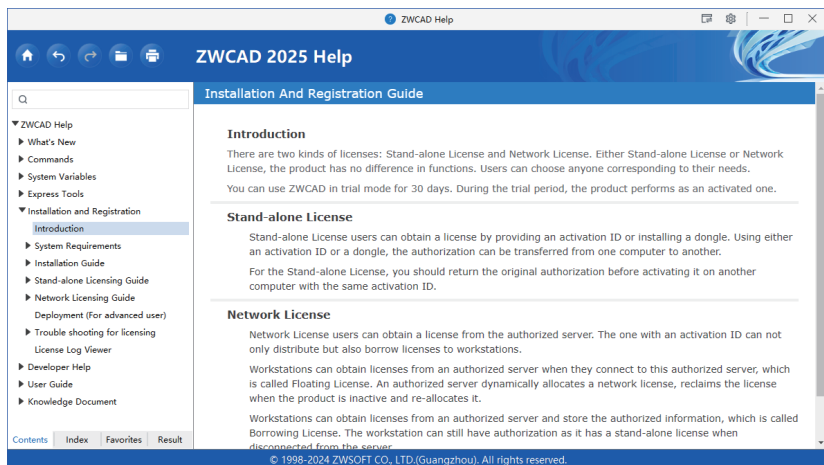 ZWCAD Help
ZWCAD 2025 Help
ZWCAD Help
What's New
Commands
System Variables
Express Tools
Installation and Registration
Introduction
System Requirements
Installation Guide
Stand-alone Licensing Guide
Network Licensing Guide
Deployment (For advanced user)
Trouble shooting for licensing
License Log Viewer
Developer Help
User Guide
Knowledge Document
Contents Index Favorites Result
Installation And Registration Guide
Introduction
There are two kinds of licenses: Stand-alone License and Network License. Either Stand-alone License or Network
License, the product has no difference in functions. Users can choose anyone corresponding to their needs.
You can use ZWCAD in trial mode for 30 days. During the trial period, the product performs as an activated one.
Stand-alone License
Stand-alone License users can obtain a license by providing an activation ID or installing a dongle. Using either
an activation ID or a dongle, the authorization can be transferred from one computer to another.
For the Stand-alone License, you should return the original authorization before activating it on another
computer with the same activation ID.
Network License
Network License users can obtain a license from the authorized server. The one with an activation ID can not
only distribute but also borrow licenses to workstations.
Workstations can obtain licenses from an authorized server when they connect to this authorized server, which
is called Floating License. An authorized server dynamically allocates a network license, reclaims the license
when the product is inactive and re-allocates it.
Workstations can obtain licenses from an authorized server and store the authorized information, which is called
Borrowing License. The workstation can still have authorization as it has a stand-alone license when
disconnected from the server.
© 1998-2024 ZWSOFT CO., LTD.(Guangzhou). All rights reserved.